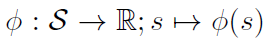 ϕ : 𝒮 → ℝ; s ↦ ϕ(s)